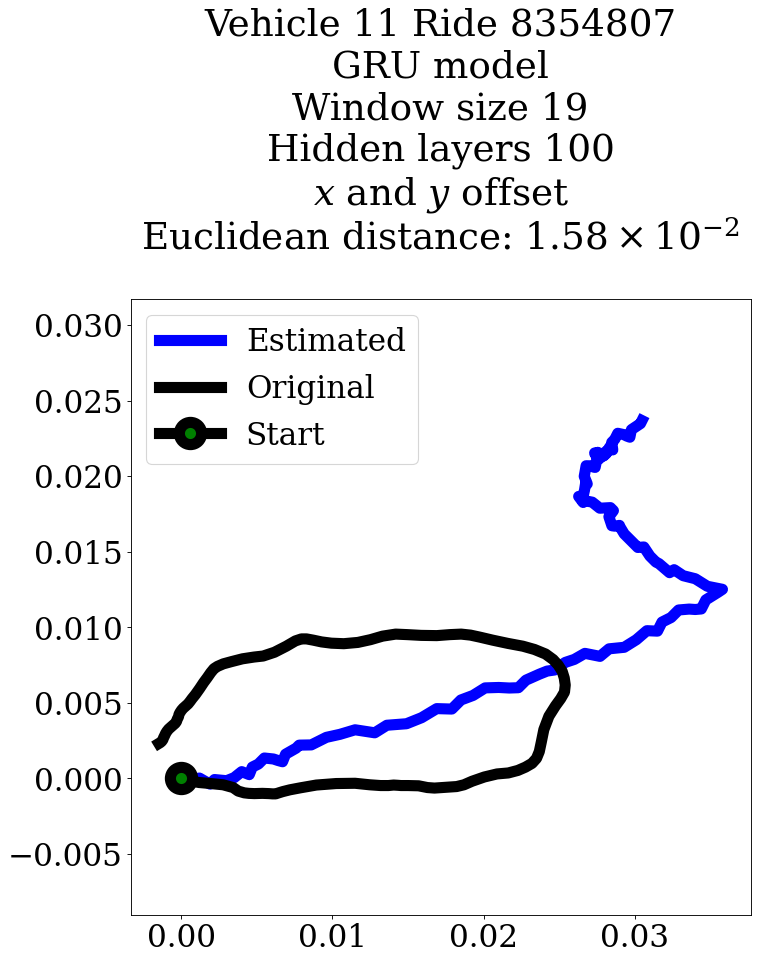 Vehicle 11 Ride 8354807
GRU model
Window size 19
Hidden layers 100
x and y offset
Euclidean distance: 1.58 × 10⁻²
Estimated
Original
Start
0.030
0.025
0.020
0.015
0.010
0.005
0.000
−0.005
0.00 0.01 0.02 0.03